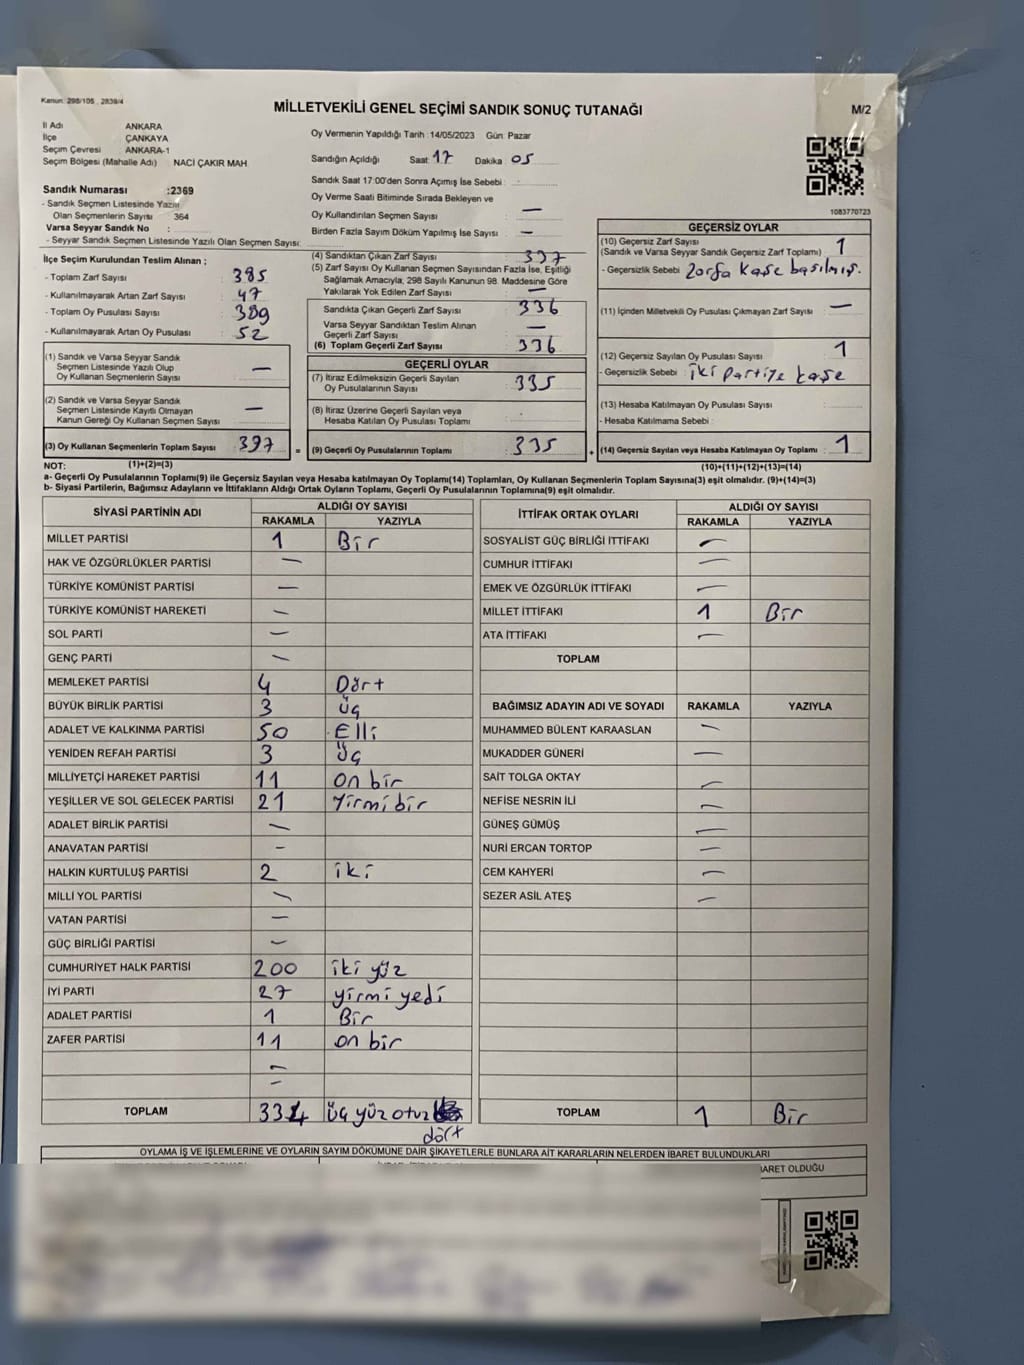 Kanun: 298/105 , 2839/4
MİLLETVEKİLİ GENEL SEÇİMİ SANDIK SONUÇ TUTANAĞI
M/2
İl Adı ANKARA
İlçe ÇANKAYA
Seçim Çevresi : ANKARA-1
Seçim Bölgesi (Mahalle Adı) : NACİ ÇAKIR MAH.
Oy Vermenin Yapıldığı Tarih :14/05/2023 Gün: Pazar
Sandığın Açıldığı Saat: 17 Dakika 05
Sandık Saat 17:00'den Sonra Açımış İse Sebebi :
Oy Verme Saati Bitiminde Sırada Bekleyen ve
Oy Kullandırılan Seçmen Sayısı : —
Birden Fazla Sayım Döküm Yapılmış İse Sayısı : —
1083770723
Sandık Numarası :2369
- Sandık Seçmen Listesinde Yazılı
Olan Seçmenlerin Sayısı : 364
Varsa Seyyar Sandık No :
- Seyyar Sandık Seçmen Listesinde Yazılı Olan Seçmen Sayısı:
İlçe Seçim Kurulundan Teslim Alınan ;
- Toplam Zarf Sayısı : 385
- Kullanılmayarak Artan Zarf Sayısı : 47
- Toplam Oy Pusulası Sayısı : 389
- Kullanılmayarak Artan Oy Pusulası : 52
(1) Sandık ve Varsa Seyyar Sandık
Seçmen Listesinde Yazılı Olup
Oy Kullanan Seçmenlerin Sayısı : —
(2) Sandık ve Varsa Seyyar Sandık
Seçmen Listesinde Kayıtlı Olmayan
Kanun Gereği Oy Kullanan Seçmen Sayısı : —
(3) Oy Kullanan Seçmenlerin Toplam Sayısı : 337
(4) Sandıktan Çıkan Zarf Sayısı : 337
(5) Zarf Sayısı Oy Kullanan Seçmen Sayısından Fazla İse, Eşitliği
Sağlamak Amacıyla, 298 Sayılı Kanunun 98. Maddesine Göre
Yakılarak Yok Edilen Zarf Sayısı : —
Sandıkta Çıkan Geçerli Zarf Sayısı : 336
Varsa Seyyar Sandıktan Teslim Alınan
Geçerli Zarf Sayısı : —
(6) Toplam Geçerli Zarf Sayısı : 336
GEÇERLİ OYLAR
(7) İtiraz Edilmeksizin Geçerli Sayılan
Oy Pusulalarının Sayısı : 335
(8) İtiraz Üzerine Geçerli Sayılan veya
Hesaba Katılan Oy Pusulası Toplamı :
= (9) Geçerli Oy Pusulalarının Toplamı : 335
GEÇERSİZ OYLAR
(10) Geçersiz Zarf Sayısı : 1
(Sandık ve Varsa Seyyar Sandık Geçersiz Zarf Toplamı)
- Geçersizlik Sebebi : Zarfa kaşe basılmış.
(11) İçinden Milletvekili Oy Pusulası Çıkmayan Zarf Sayısı : —
(12) Geçersiz Sayılan Oy Pusulası Sayısı : 1
- Geçersizlik Sebebi : iki partiye kaşe
(13) Hesaba Katılmayan Oy Pusulası Sayısı :
- Hesaba Katılmama Sebebi :
+ (14) Geçersiz Sayılan veya Hesaba Katılmayan Oy Toplamı : 1
NOT: (1)+(2)=(3) (10)+(11)+(12)+(13)=(14)
a- Geçerli Oy Pusulalarının Toplamı(9) ile Geçersiz Sayılan veya Hesaba katılmayan Oy Toplamı(14) Toplamları, Oy Kullanan Seçmenlerin Toplam Sayısına(3) eşit olmalıdır. (9)+(14)=(3)
b- Siyasi Partilerin, Bağımsız Adayların ve İttifakların Aldığı Ortak Oyların Toplamı, Geçerli Oy Pusulalarının Toplamına(9) eşit olmalıdır.
SİYASİ PARTİNİN ADI ALDIĞI OY SAYISI
RAKAMLA YAZIYLA
MİLLET PARTİSİ 1 Bir
HAK VE ÖZGÜRLÜKLER PARTİSİ —
TÜRKİYE KOMÜNİST PARTİSİ —
TÜRKİYE KOMÜNİST HAREKETİ —
SOL PARTİ —
GENÇ PARTİ —
MEMLEKET PARTİSİ 4 Dört
BÜYÜK BİRLİK PARTİSİ 3 üç
ADALET VE KALKINMA PARTİSİ 50 Elli
YENİDEN REFAH PARTİSİ 3 Üç
MİLLİYETÇİ HAREKET PARTİSİ 11 on bir
YEŞİLLER VE SOL GELECEK PARTİSİ 21 Yirmi bir
ADALET BİRLİK PARTİSİ —
ANAVATAN PARTİSİ —
HALKIN KURTULUŞ PARTİSİ 2 iki
MİLLİ YOL PARTİSİ —
VATAN PARTİSİ —
GÜÇ BİRLİĞİ PARTİSİ —
CUMHURİYET HALK PARTİSİ 200 iki yüz
İYİ PARTİ 27 yirmi yedi
ADALET PARTİSİ 1 Bir
ZAFER PARTİSİ 11 on bir
—
—
TOPLAM 334 üç yüz otuz
dört
İTTİFAK ORTAK OYLARI ALDIĞI OY SAYISI
RAKAMLA YAZIYLA
SOSYALİST GÜÇ BİRLİĞİ İTTİFAKI —
CUMHUR İTTİFAKI —
EMEK VE ÖZGÜRLÜK İTTİFAKI —
MİLLET İTTİFAKI 1 Bir
ATA İTTİFAKI —
TOPLAM
BAĞIMSIZ ADAYIN ADI VE SOYADI RAKAMLA YAZIYLA
MUHAMMED BÜLENT KARAASLAN —
MUKADDER GÜNERİ —
SAİT TOLGA OKTAY —
NEFİSE NESRİN İLİ —
GÜNEŞ GÜMÜŞ —
NURİ ERCAN TORTOP —
CEM KAHYERİ —
SEZER ASİL ATEŞ —
TOPLAM 1 Bir
OYLAMA İŞ VE İŞLEMLERINE VE OYLARIN SAYIM DÖKÜMÜNE DAİR ŞİKAYETLERLE BUNLARA AİT KARARLARIN NELERDEN İBARET BULUNDUKLARI
BARET OLDUĞU